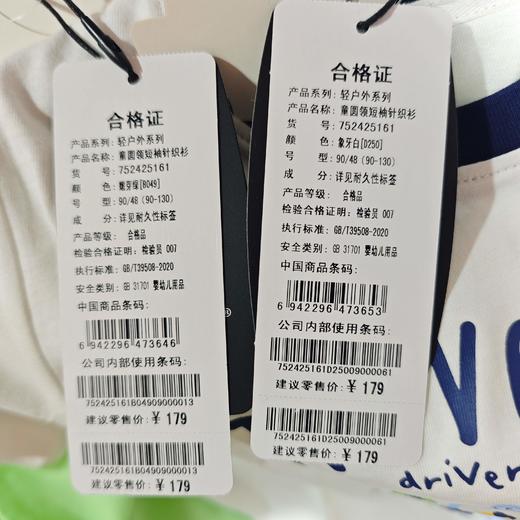 合格证
产品系列: 轻户外系列
产品名称: 童圆领短袖针织衫
货 号: 752425161
颜 色: 麓芽绿[B049]
号 型: 90/48 (90-130)
成 分: 详见耐久性标签
产品等级: 合格品
检验合格证明: 检验员 007
执行标准: GB/T39508-2020
安全类别: GB 31701 婴幼儿用品
中国商品条码:
6 942296 473646
公司内部使用条码:
752425161B04909000013
建议零售价: ¥ 179
752425161B04909000013
建议零售价: ¥ 179
合格证
产品系列: 轻户外系列
产品名称: 童圆领短袖针织衫
货 号: 752425161
颜 色: 象牙白[D250]
号 型: 90/48 (90-130)
成 分: 详见耐久性标签
产品等级: 合格品
检验合格证明: 检验员 007
执行标准: GB/T39508-2020
安全类别: GB 31701 婴幼儿用品
中国商品条码:
6 942296 473653
公司内部使用条码:
752425161D25009000061
建议零售价: ¥ 179
752425161D25009000061
建议零售价: ¥ 179
driver